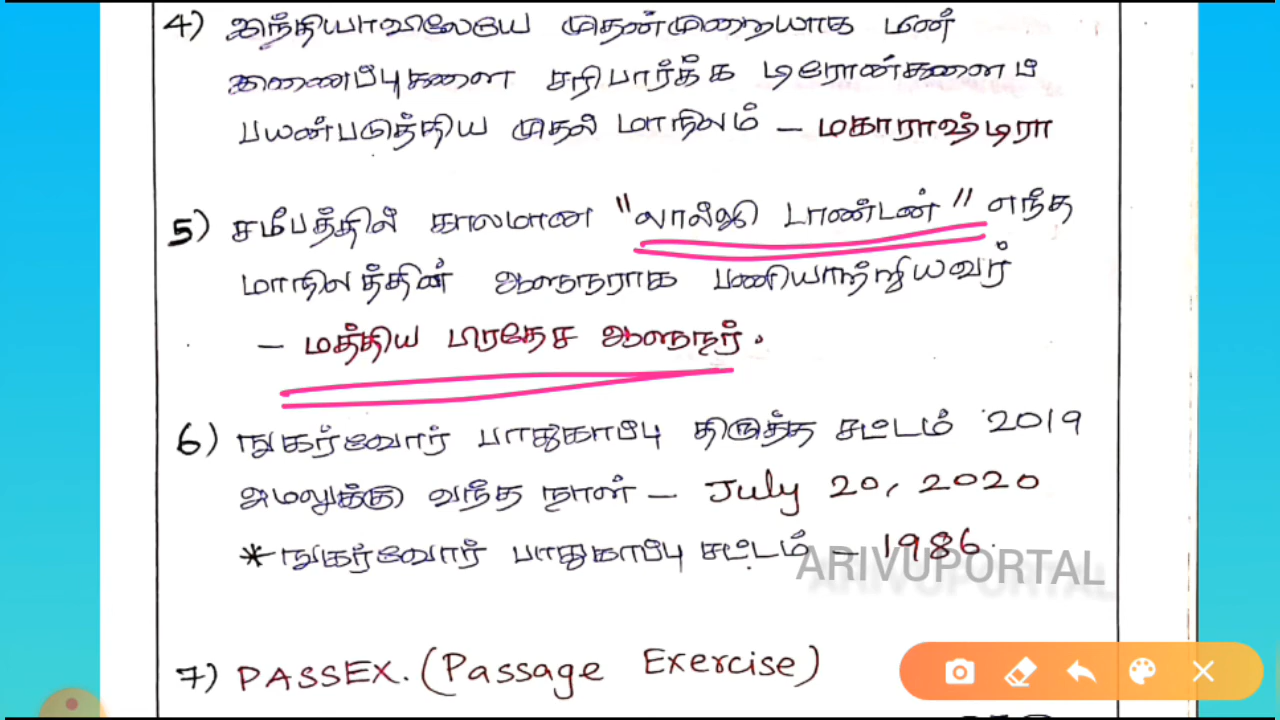 4) இந்தியாவிலேயே முதன்முறையாக மின்
இணைப்புகளை சரிபார்க்க டிரோன்களை
பயன்படுத்திய முதல் மாநிலம் – மகாராஷ்டிரா
5) சமீபத்தில் காலமான "லால்ஜி டாண்டன்" எந்த
மாநிலத்தின் ஆளுநராக பணியாற்றியவர்
– மத்திய பிரதேச ஆளுநர்.
6) நுகர்வோர் பாதுகாப்பு திருத்த சட்டம் 2019
அமலுக்கு வந்த நாள் – July 20, 2020
* நுகர்வோர் பாதுகாப்பு சட்டம் – 1986.
ARIVUPORTAL
7) PASSEX. (Passage Exercise)